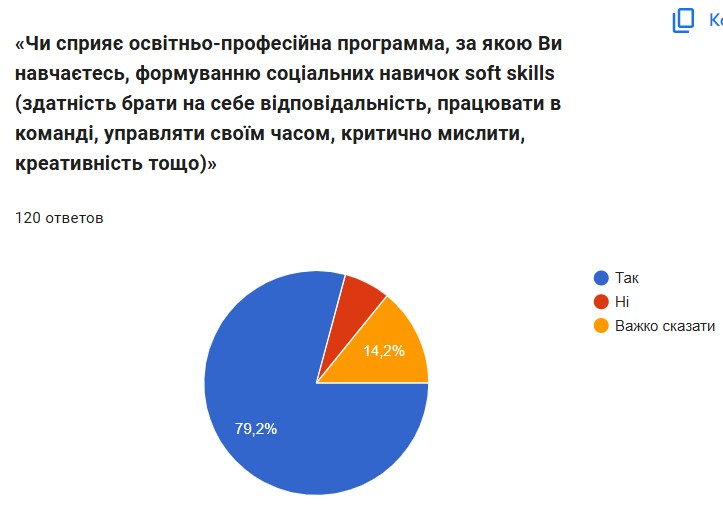 «Чи сприяє освітньо-професійна программа, за якою Ви
навчаєтесь, формуванню соціальних навичок soft skills
(здатність брати на себе відповідальність, працювати в
команді, управляти своїм часом, критично мислити,
креативність тощо)»
120 ответов
Так
Ні
Важко сказати
14,2%
79,2%